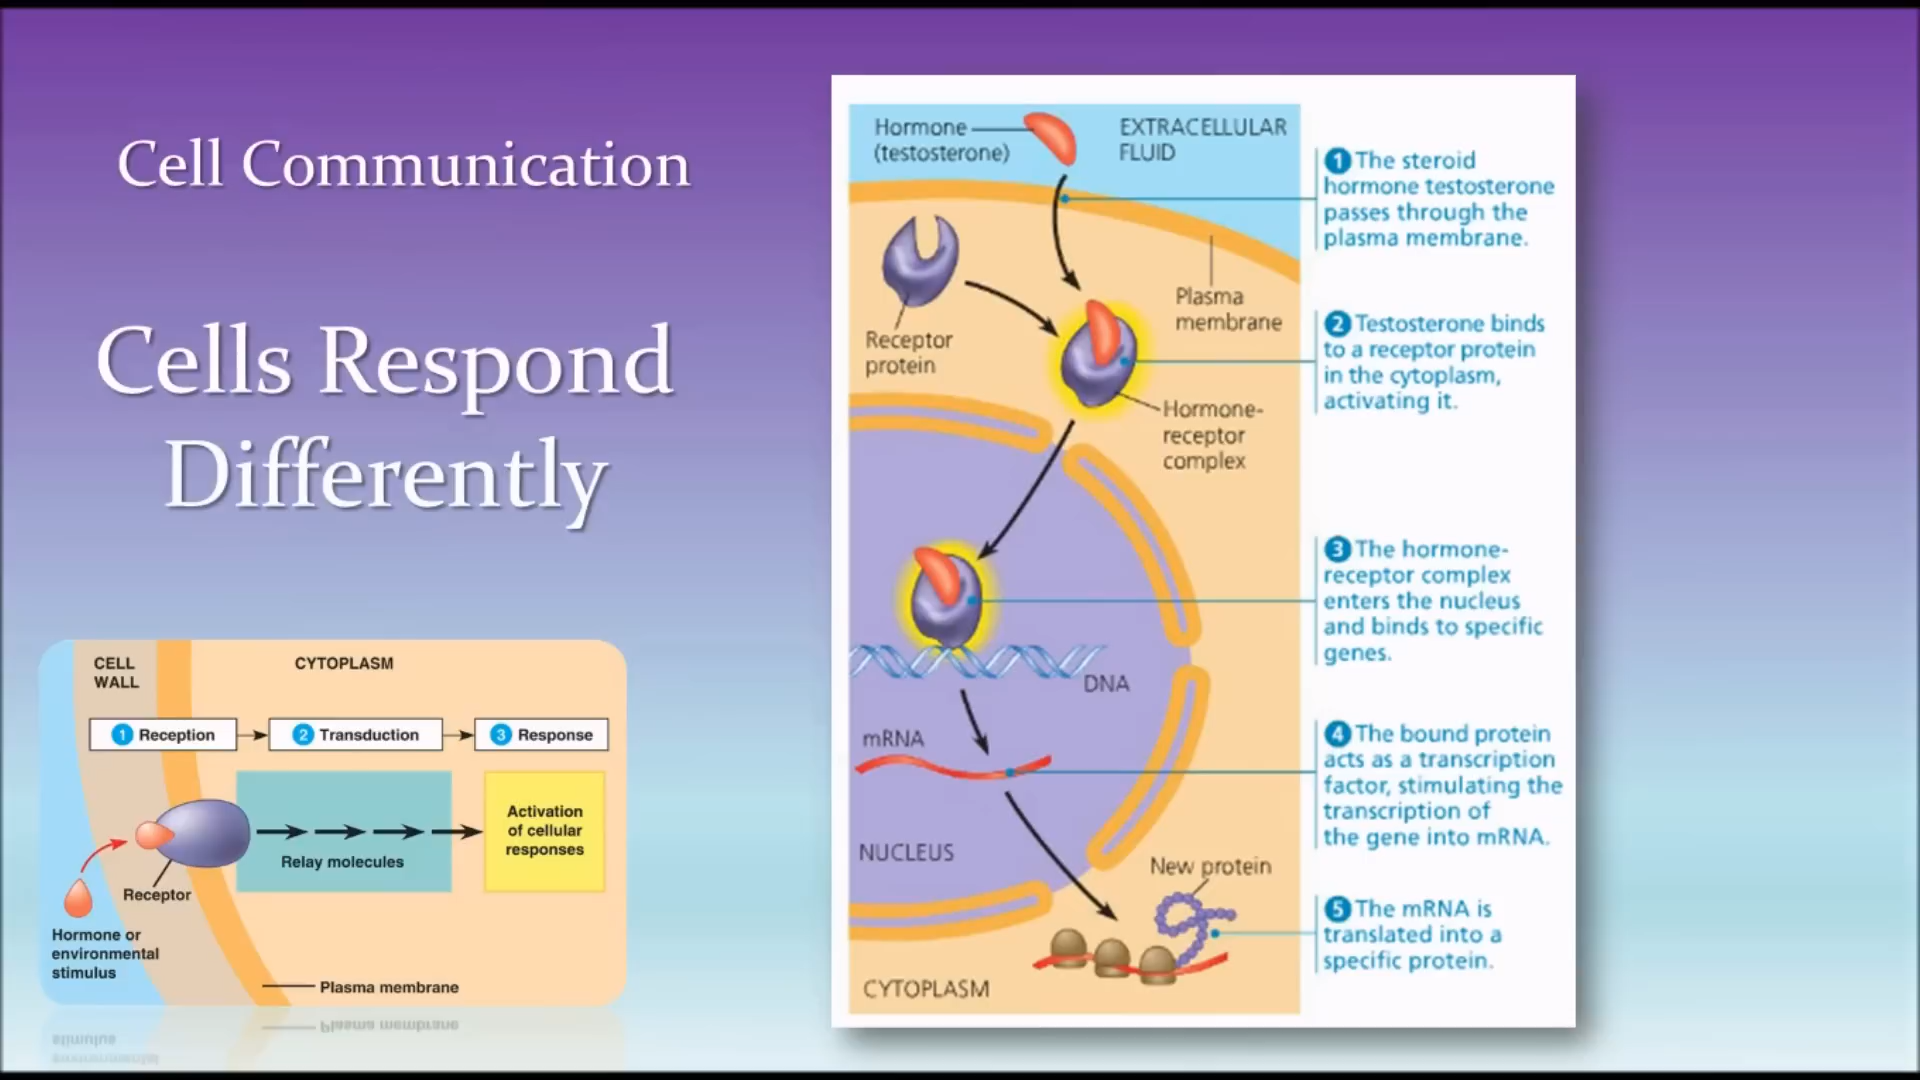 Cell Communication
Cells Respond
Differently
CELL
WALL
CYTOPLASM
1 Reception
2 Transduction
3 Response
Activation
of cellular
responses
Relay molecules
Receptor
Hormone or
environmental
stimulus
Plasma membrane
Hormone
(testosterone)
EXTRACELLULAR
FLUID
Receptor
protein
Plasma
membrane
Hormone-
receptor
complex
DNA
mRNA
NUCLEUS
New protein
CYTOPLASM
1 The steroid
hormone testosterone
passes through the
plasma membrane.
2 Testosterone binds
to a receptor protein
in the cytoplasm,
activating it.
3 The hormone-
receptor complex
enters the nucleus
and binds to specific
genes.
4 The bound protein
acts as a transcription
factor, stimulating the
transcription of
the gene into mRNA.
5 The mRNA is
translated into a
specific protein.